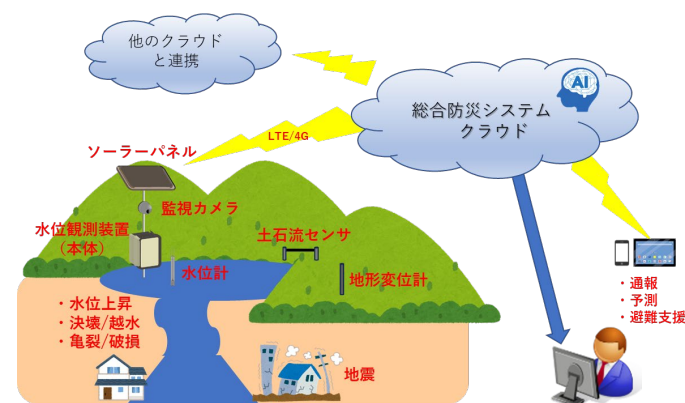 他のクラウド
と連携
AI
総合防災システム
クラウド
LTE/4G
ソーラーパネル
監視カメラ
水位観測装置
（本体）
土石流センサ
水位計
地形変位計
・通報
・予測
・避難支援
・水位上昇
・決壊/越水
・亀裂/破損
地震